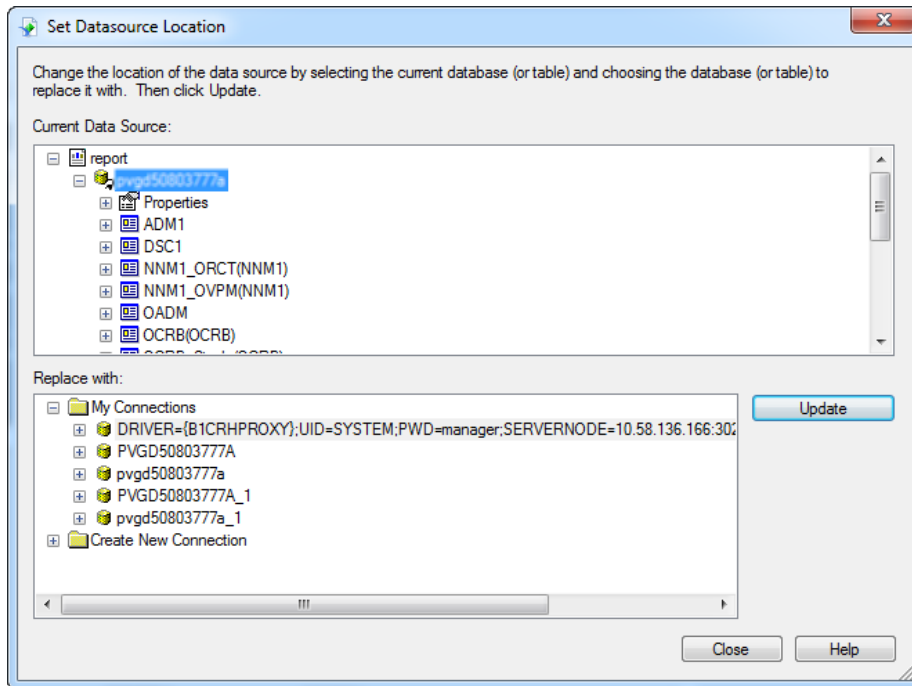 Set Datasource Location
Change the location of the data source by selecting the current database (or table) and choosing the database (or table) to
replace it with. Then click Update.
Current Data Source:
report
pvgd50803777a
Properties
ADM1
DSC1
NNM1_ORCT(NNM1)
NNM1_OVPM(NNM1)
OADM
OCRB(OCRB)
Replace with:
My Connections
Update
DRIVER={B1CRHPROXY};UID=SYSTEM;PWD=manager;SERVERNODE=10.58.136.166:302
PVGD50803777A
pvgd50803777a
PVGD50803777A_1
pvgd50803777a_1
Create New Connection
Close
Help